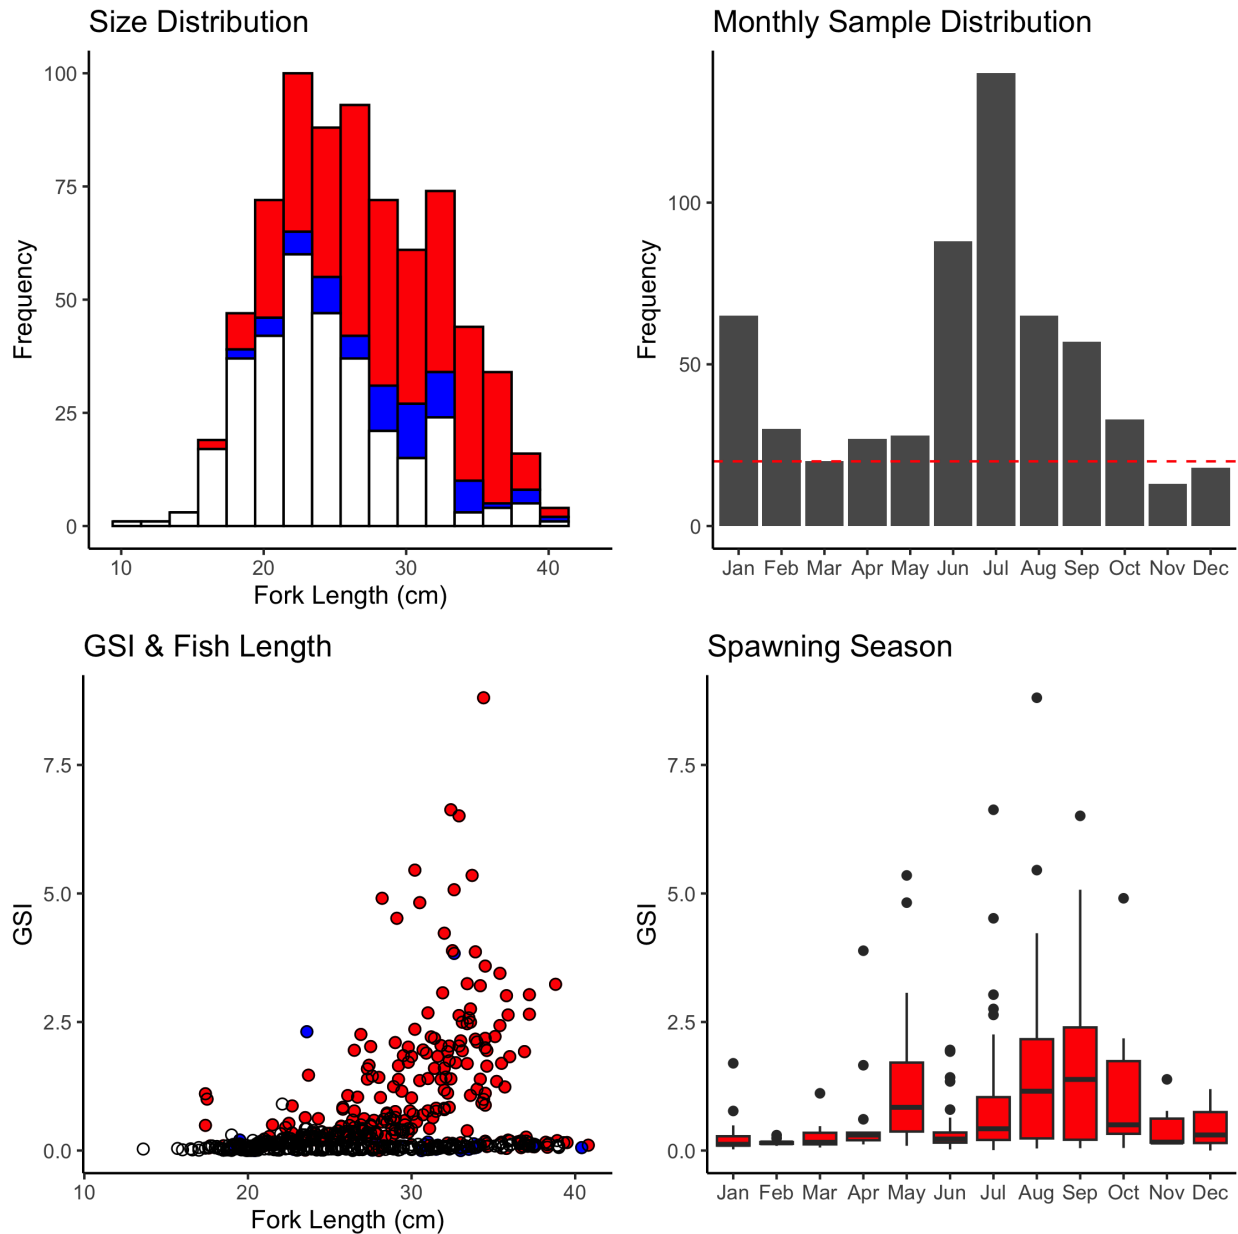 Size Distribution
Frequency
100
75
50
25
0
10 20 30 40
Fork Length (cm)
Monthly Sample Distribution
Frequency
100
50
0
Jan Feb Mar Apr May Jun Jul Aug Sep Oct Nov Dec
GSI & Fish Length
GSI
7.5
5.0
2.5
0.0
10 20 30 40
Fork Length (cm)
Spawning Season
GSI
7.5
5.0
2.5
0.0
Jan Feb Mar Apr May Jun Jul Aug Sep Oct Nov Dec